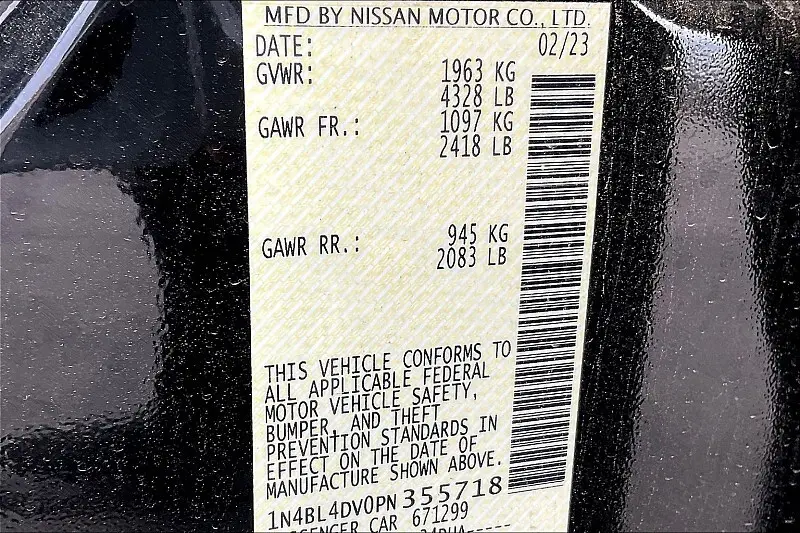 MFD BY NISSAN MOTOR CO., LTD.
DATE: 02/23
GVWR: 1963 KG
4328 LB
GAWR FR.: 1097 KG
2418 LB
GAWR RR.: 945 KG
2083 LB
THIS VEHICLE CONFORMS TO
ALL APPLICABLE FEDERAL
MOTOR VEHICLE SAFETY,
BUMPER, AND THEFT
PREVENTION STANDARDS IN
EFFECT ON THE DATE OF
MANUFACTURE SHOWN ABOVE.
1N4BL4DV0PN355718
SSENGER CAR 671299